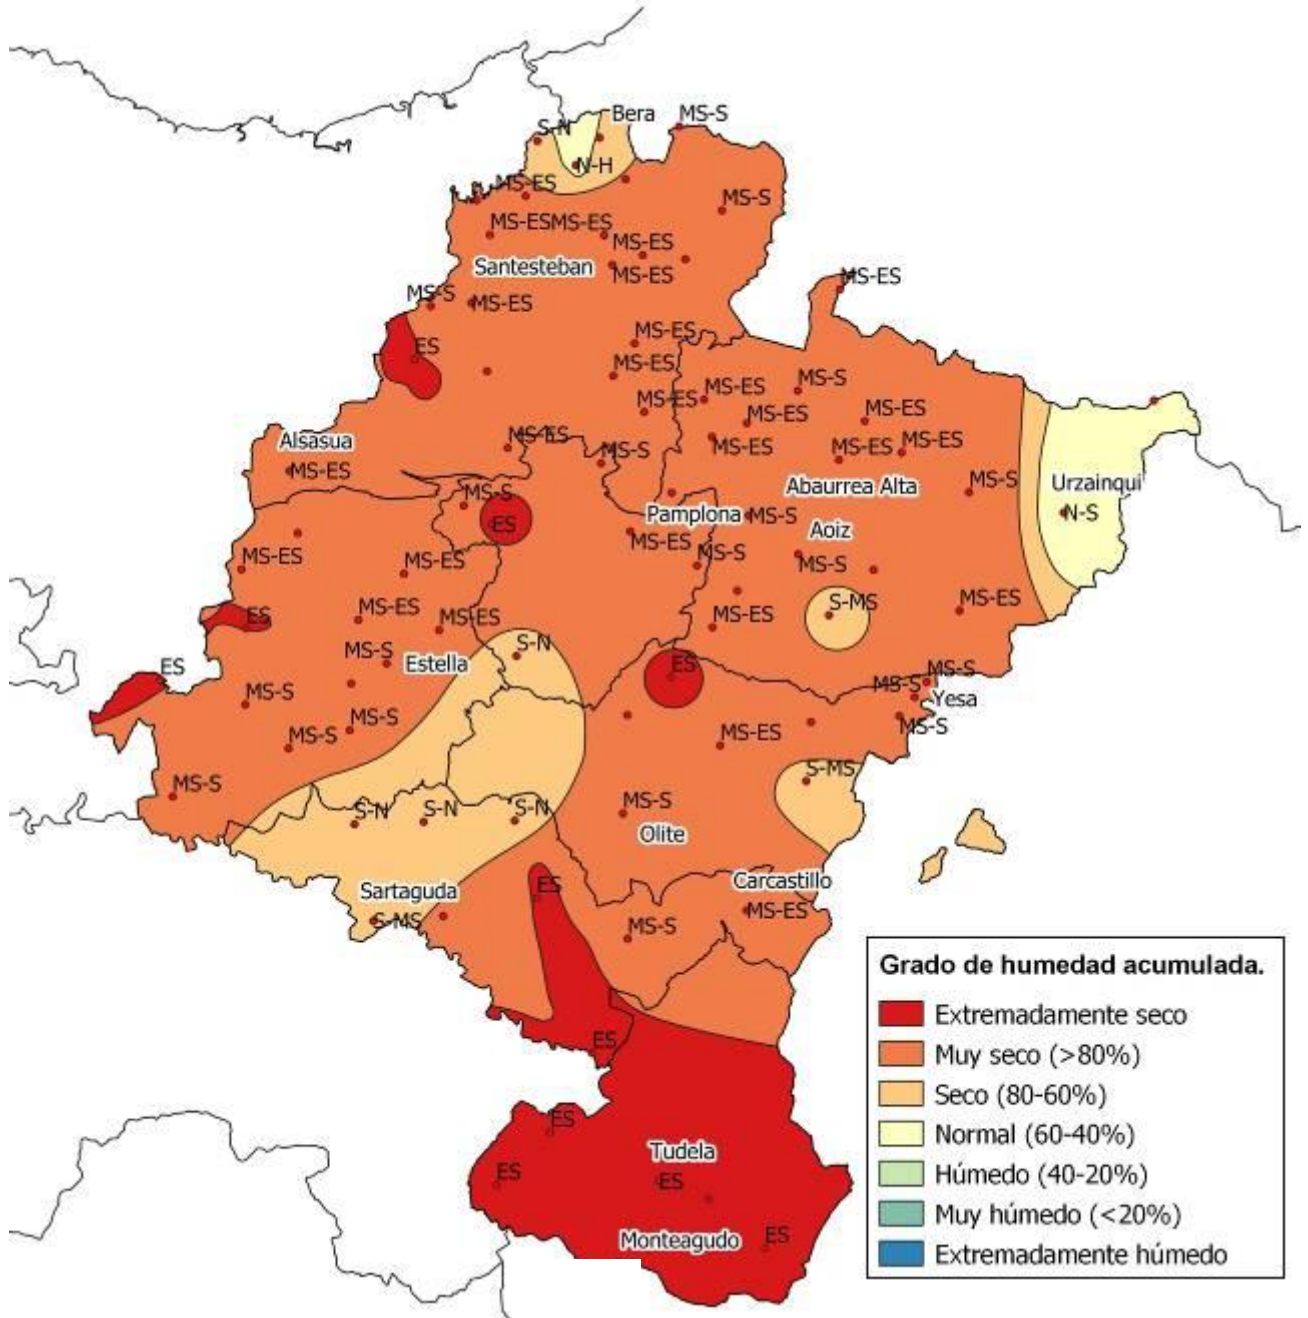 Bera
MS-S
S-N
N-H
MS-ES
MS-S
MS-ES
MS-ES
MS-ES
Santesteban
MS-ES
MS-ES
MS-S
MS-ES
MS-ES
ES
MS-ES
MS-S
MS-ES
MS-ES
MS-ES
MS-ES
Alsasua
MS-ES
MS-S
MS-ES
MS-ES
MS-ES
MS-ES
MS-S
Abaurrea Alta
Urzainqui
MS-S
Pamplona
MS-S
N-S
ES
MS-ES
Aoiz
MS-ES
MS-ES
MS-S
MS-S
ES
MS-ES
MS-ES
MS-ES
S-MS
MS-ES
MS-S
Estella
S-N
ES
ES
MS-S
MS-S
Yesa
MS-S
MS-S
MS-S
MS-S
MS-ES
MS-S
S-MS
S-N
S-N
S-N
MS-S
Olite
Sartaguda
ES
Carcastillo
S-MS
MS-S
MS-ES
ES
ES
Tudela
ES
ES
Monteagudo
ES
Grado de humedad acumulada.
Extremadamente seco
Muy seco (>80%)
Seco (80-60%)
Normal (60-40%)
Húmedo (40-20%)
Muy húmedo (<20%)
Extremadamente húmedo